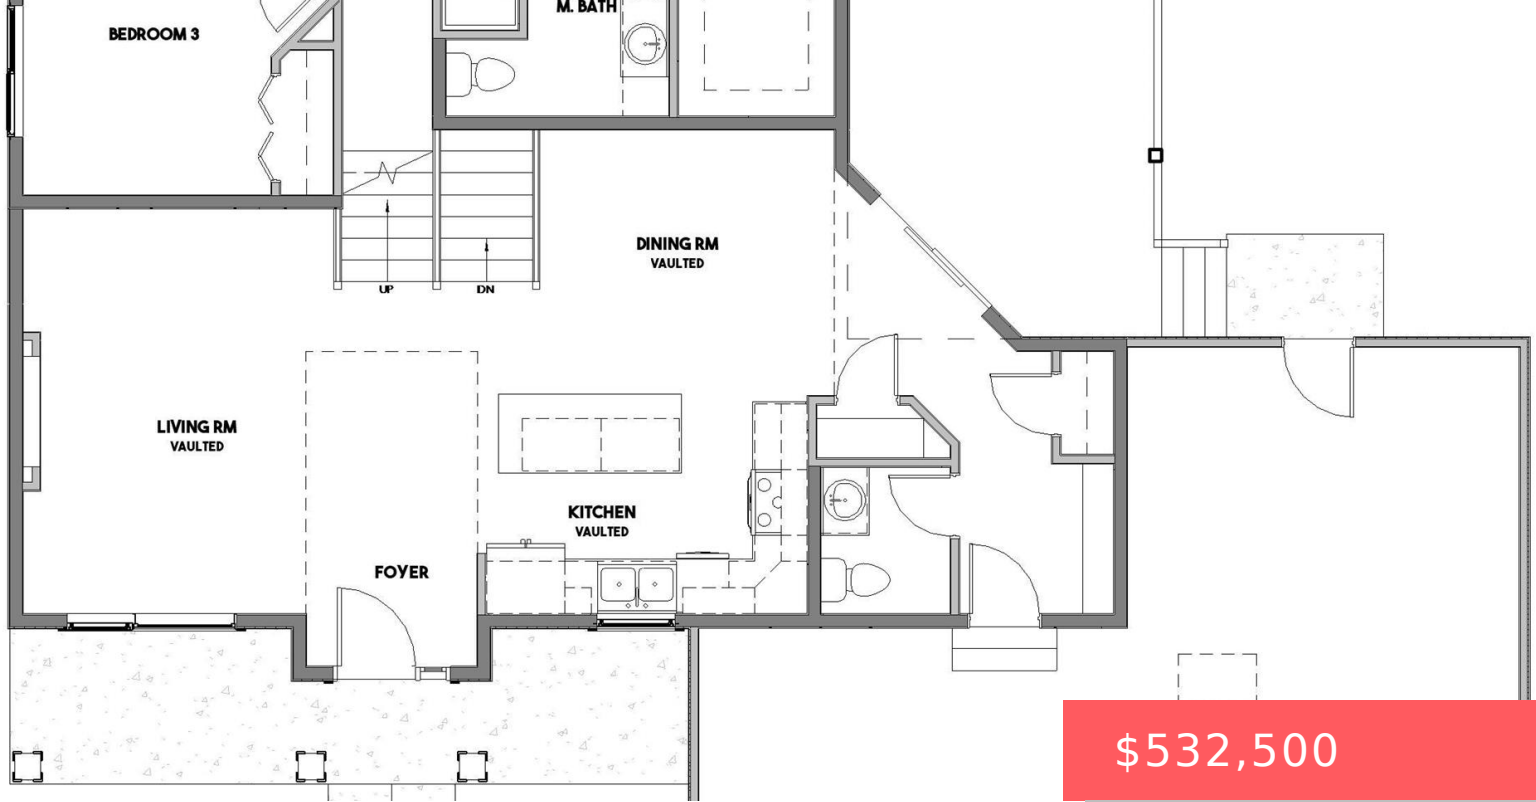 M. BATH
BEDROOM 3
DINING RM
VAULTED
UP
DN
LIVING RM
VAULTED
KITCHEN
VAULTED
FOYER
$532,500